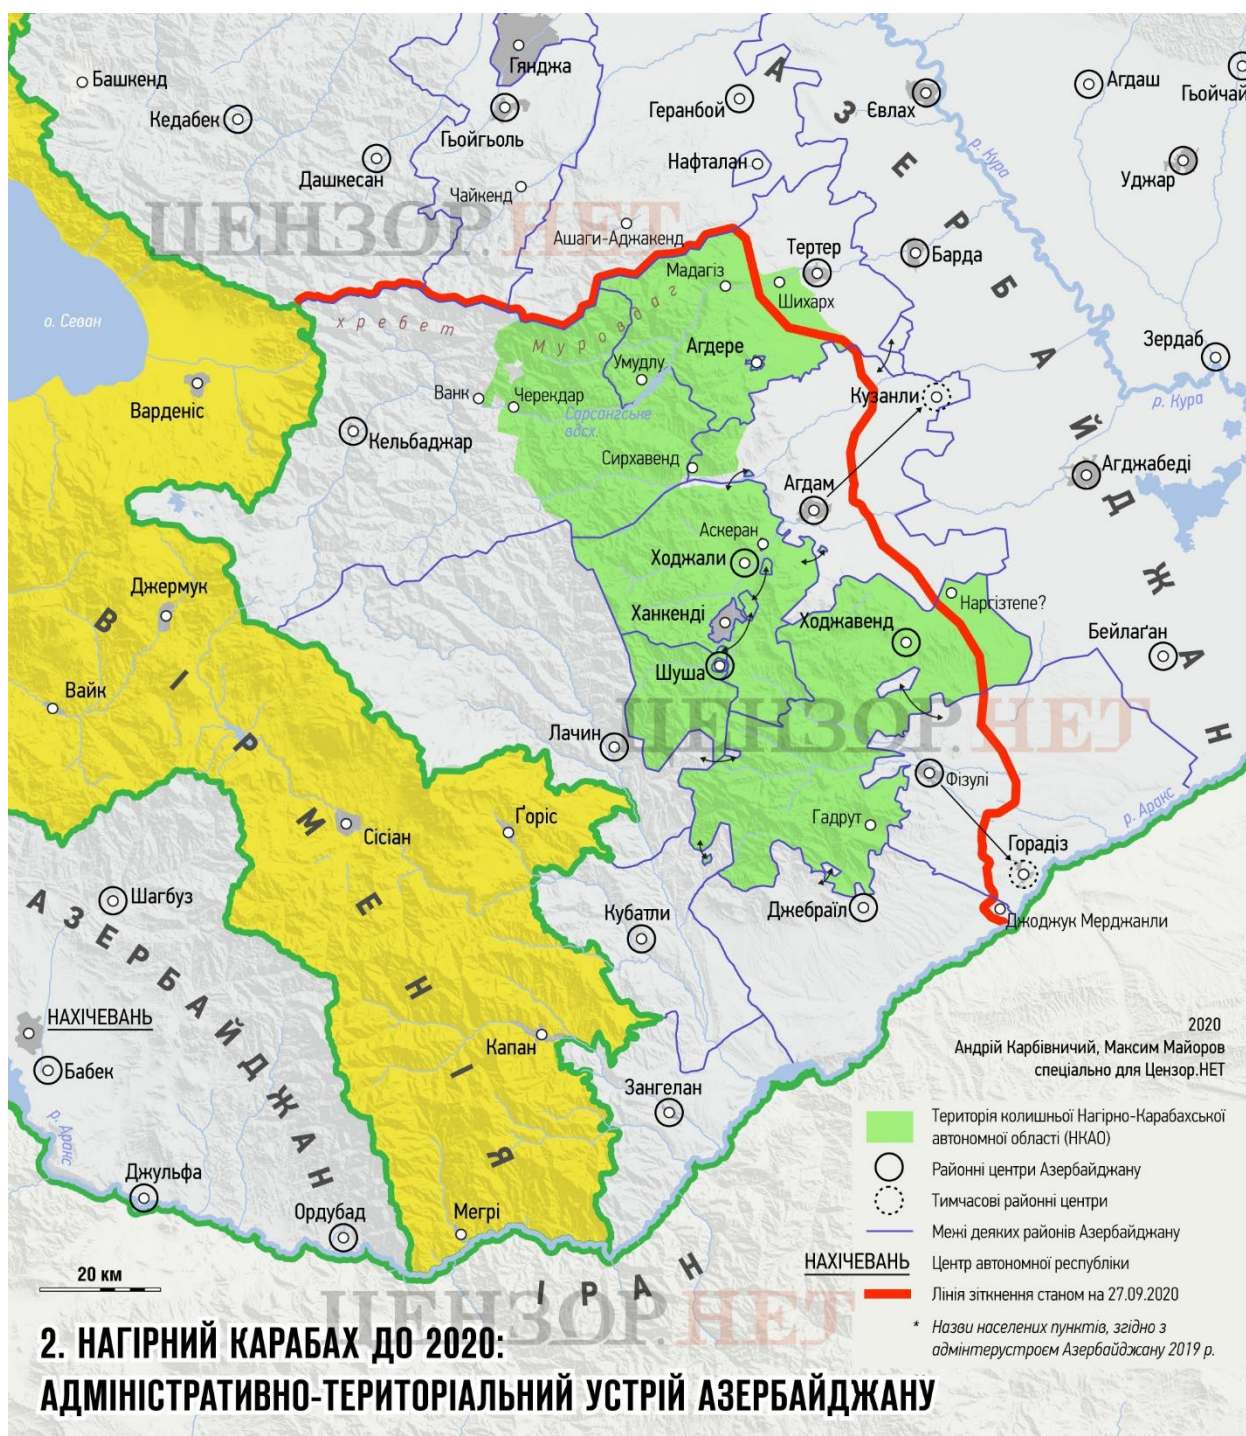 Гянджа
Башкенд
Кедабек
Гьойгьоль
Дашкесан
Чайкенд
Геранбой
Нафталан
Євлах
Агдаш
Гьойчай
Уджар
р. Кура
АЗЕРБАЙДЖАН
ЦЕНЗОР.НЕТ
Ашаги-Аджакенд
Тертер
Барда
Мадагіз
Шихарх
хребет Муровдаг
о. Севан
Варденіс
Агдере
Умудлу
Ванк
Черекдар
Сарсангське
вдсх.
Кельбаджар
Кузанли
Зердаб
р. Кура
Сирхавенд
Агдам
Агджабеді
Аскеран
Ходжали
Джермук
Ханкенді
Ходжавенд
Наргізтепе?
Бейлаґан
Шуша
Вайк
ВІРМЕНІЯ
ЦЕНЗОР.НЕТ
Лачин
Фізулі
Ґоріс
Сісіан
Гадрут
р. Аракс
Горадіз
Шагбуз
АЗЕРБАЙДЖАН
Кубатли
Джебраїл
Джоджук Мерджанли
НАХІЧЕВАНЬ
Бабек
р. Аракс
Капан
Зангелан
Джульфа
Ордубад
Мегрі
ІРАН
20 км
ЦЕНЗОР.НЕТ
2020
Андрій Карбівничий, Максим Майоров
спеціально для Цензор.НЕТ
Територія колишньої Нагірно-Карабахської
автономної області (НКАО)
Районні центри Азербайджану
Тимчасові районні центри
Межі деяких районів Азербайджану
НАХІЧЕВАНЬ Центр автономної республіки
Лінія зіткнення станом на 27.09.2020
* Назви населених пунктів, згідно з
адмінтерустроєм Азербайджану 2019 р.
2. НАГІРНИЙ КАРАБАХ ДО 2020:
АДМІНІСТРАТИВНО-ТЕРИТОРІАЛЬНИЙ УСТРІЙ АЗЕРБАЙДЖАНУ